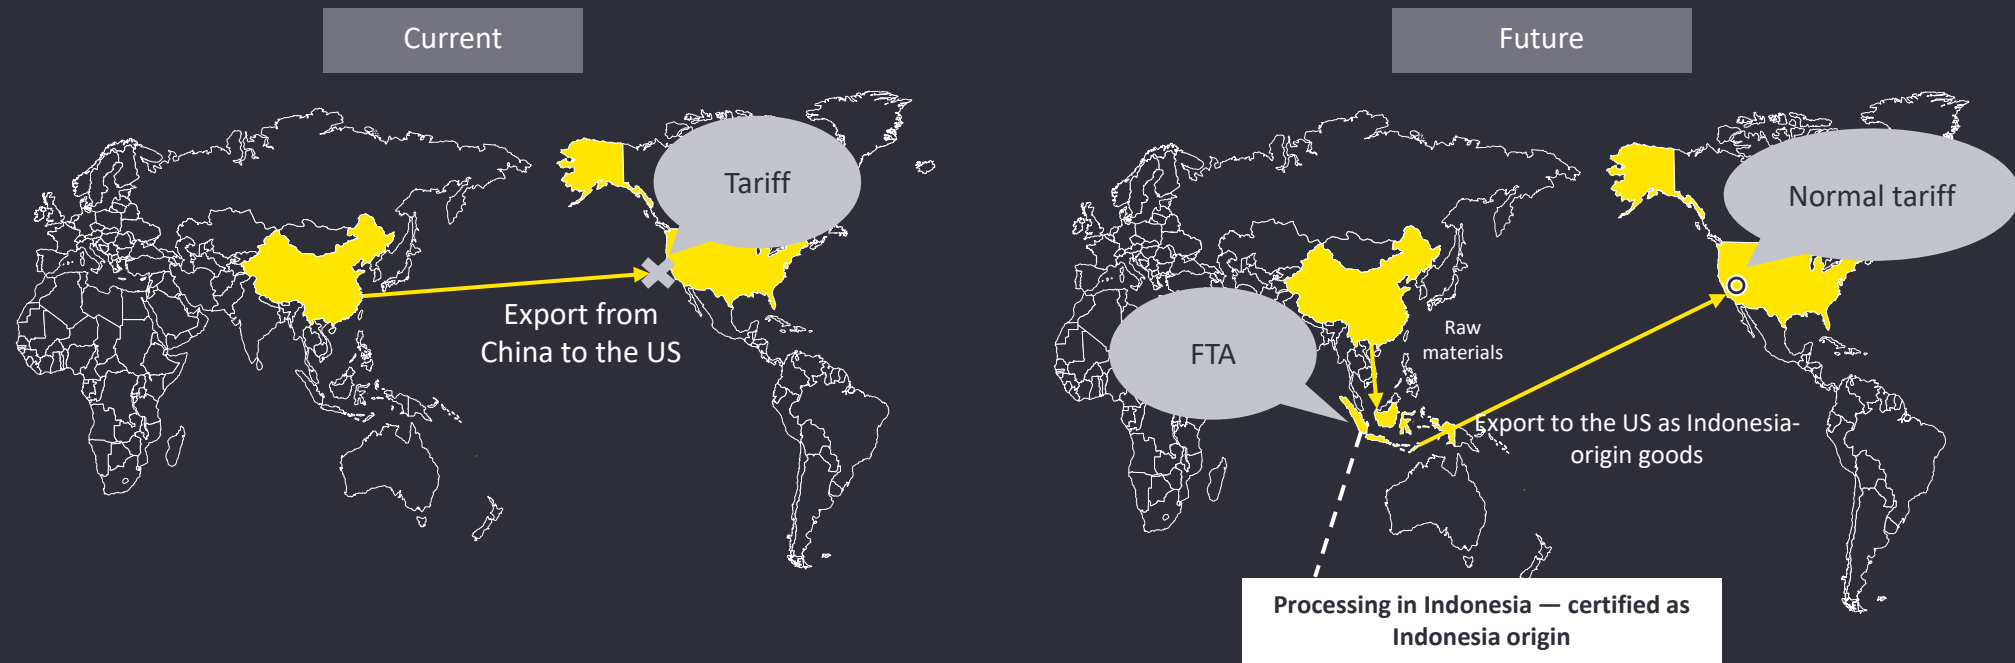 Current
Tariff
Export from
China to the US
Future
Normal tariff
FTA
Raw
materials
Export to the US as Indonesia-
origin goods
Processing in Indonesia — certified as
Indonesia origin